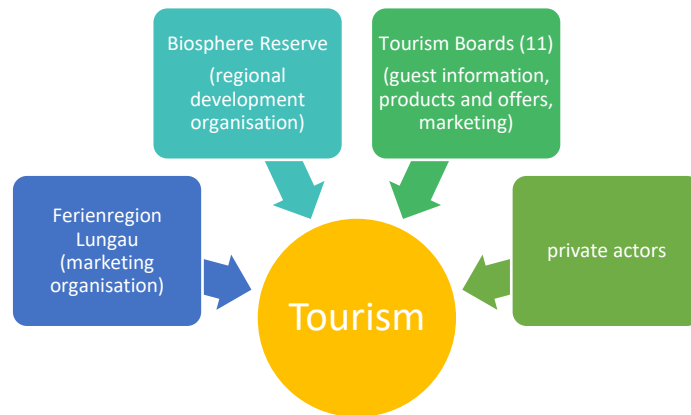 Biosphere Reserve
(regional
development
organisation)
Tourism Boards (11)
(guest information,
products and offers,
marketing)
Ferienregion
Lungau
(marketing
organisation)
private actors
Tourism